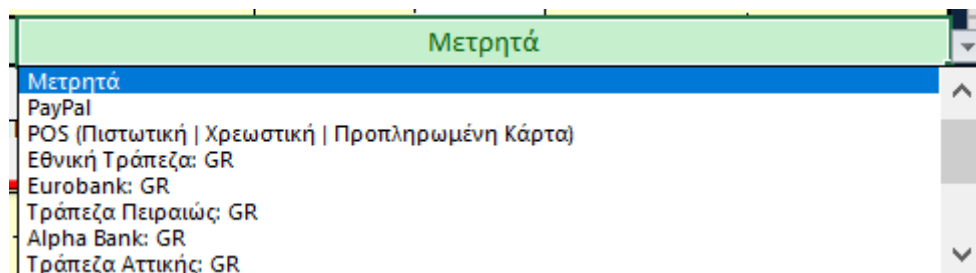 Μετρητά
Μετρητά
PayPal
POS (Πιστωτική | Χρεωστική | Προπληρωμένη Κάρτα)
Εθνική Τράπεζα: GR
Eurobank: GR
Τράπεζα Πειραιώς: GR
Alpha Bank: GR
Τράπεζα Αττικής: GR